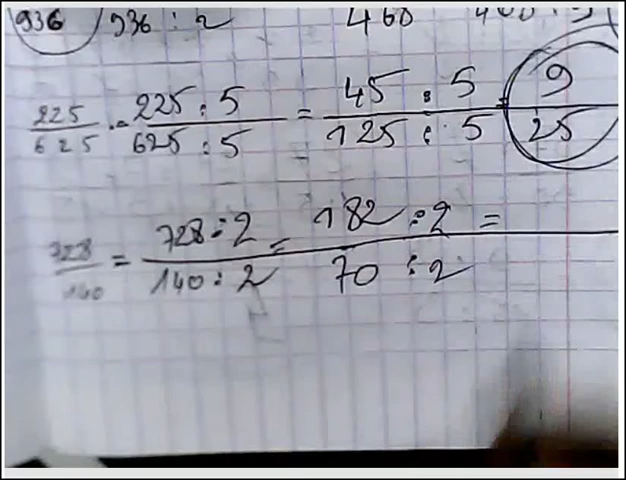 936 936 : 2 460
225/625 = 225 : 5/625 : 5 = 45 : 5/125 : 5 = 9/25
728/140 = 728 : 2/140 : 2 = 182 : 2/70 : 2 =